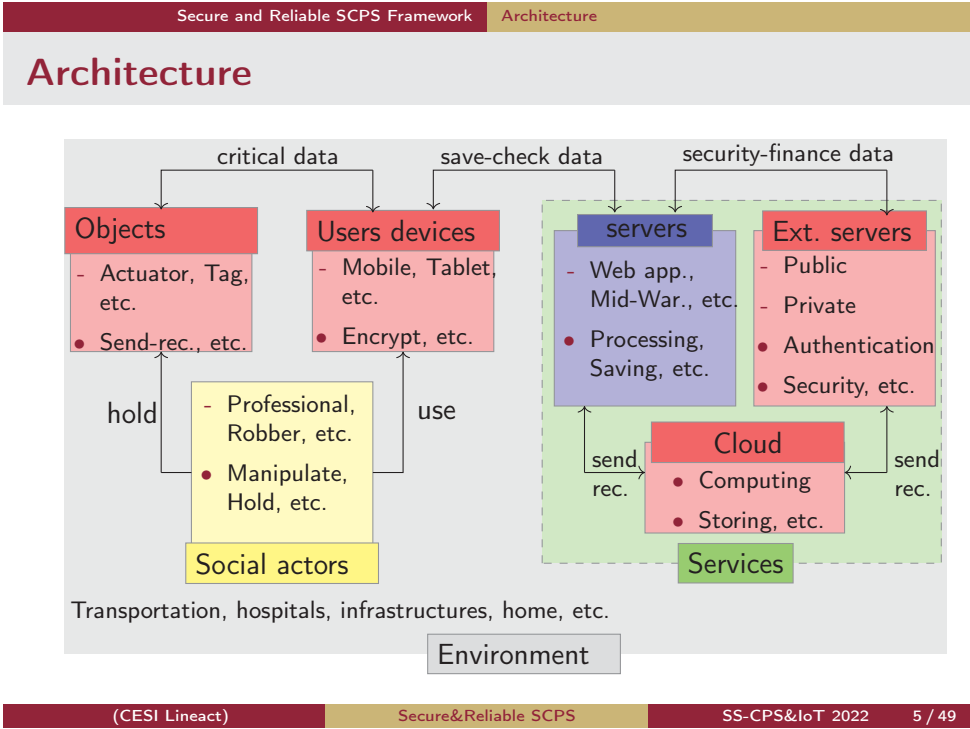 Secure and Reliable SCPS Framework Architecture
Architecture
critical data
save-check data
security-finance data
Objects
- Actuator, Tag,
etc.
• Send-rec., etc.
Users devices
- Mobile, Tablet,
etc.
• Encrypt, etc.
servers
- Web app.,
Mid-War., etc.
• Processing,
Saving, etc.
Ext. servers
- Public
- Private
• Authentication
• Security, etc.
hold
- Professional,
Robber, etc.
• Manipulate,
Hold, etc.
use
Social actors
send
rec.
Cloud
• Computing
• Storing, etc.
send
rec.
Services
Transportation, hospitals, infrastructures, home, etc.
Environment
(CESI Lineact) Secure&Reliable SCPS SS-CPS&IoT 2022 5 / 49